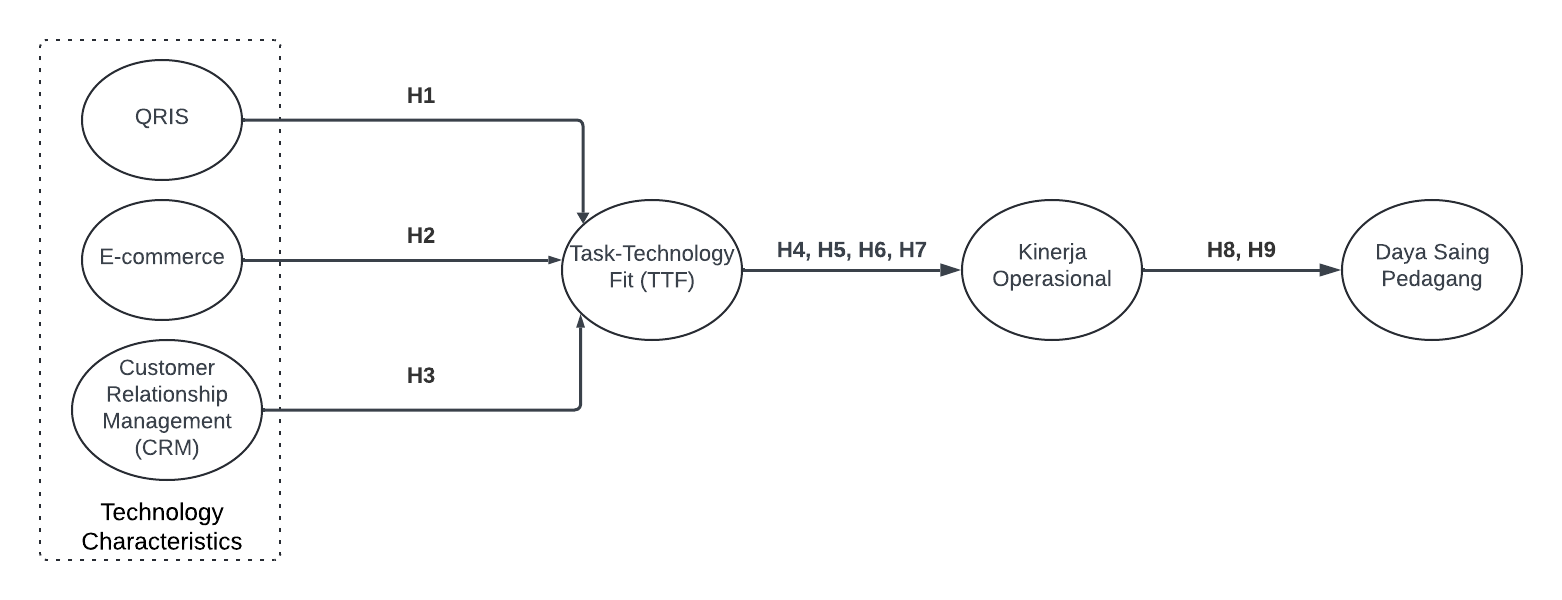 QRIS
H1
E-commerce
H2
Customer
Relationship
Management
(CRM)
H3
Technology
Characteristics
Task-Technology
Fit (TTF)
H4, H5, H6, H7
Kinerja
Operasional
H8, H9
Daya Saing
Pedagang